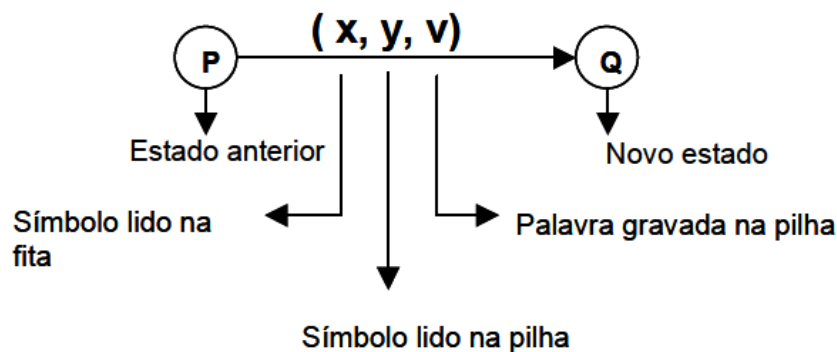 ( x, y, v)
P
Q
Estado anterior
Novo estado
Símbolo lido na
fita
Palavra gravada na pilha
Símbolo lido na pilha